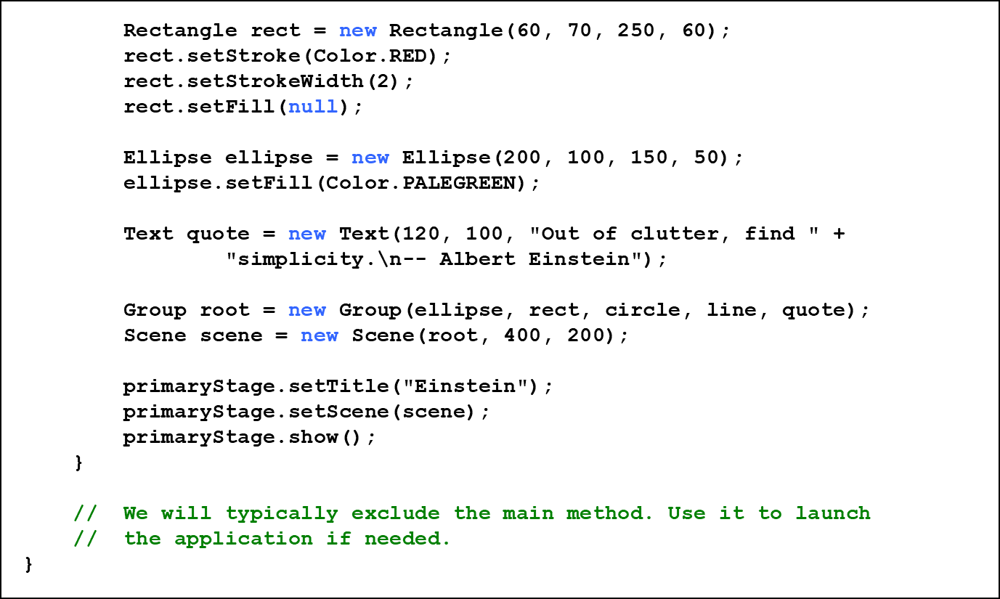 Rectangle rect = new Rectangle(60, 70, 250, 60);
rect.setStroke(Color.RED);
rect.setStrokeWidth(2);
rect.setFill(null);
Ellipse ellipse = new Ellipse(200, 100, 150, 50);
ellipse.setFill(Color.PALEGREEN);
Text quote = new Text(120, 100, "Out of clutter, find " +
"simplicity.\n-- Albert Einstein");
Group root = new Group(ellipse, rect, circle, line, quote);
Scene scene = new Scene(root, 400, 200);
primaryStage.setTitle("Einstein");
primaryStage.setScene(scene);
primaryStage.show();
}
// We will typically exclude the main method. Use it to launch
// the application if needed.
}